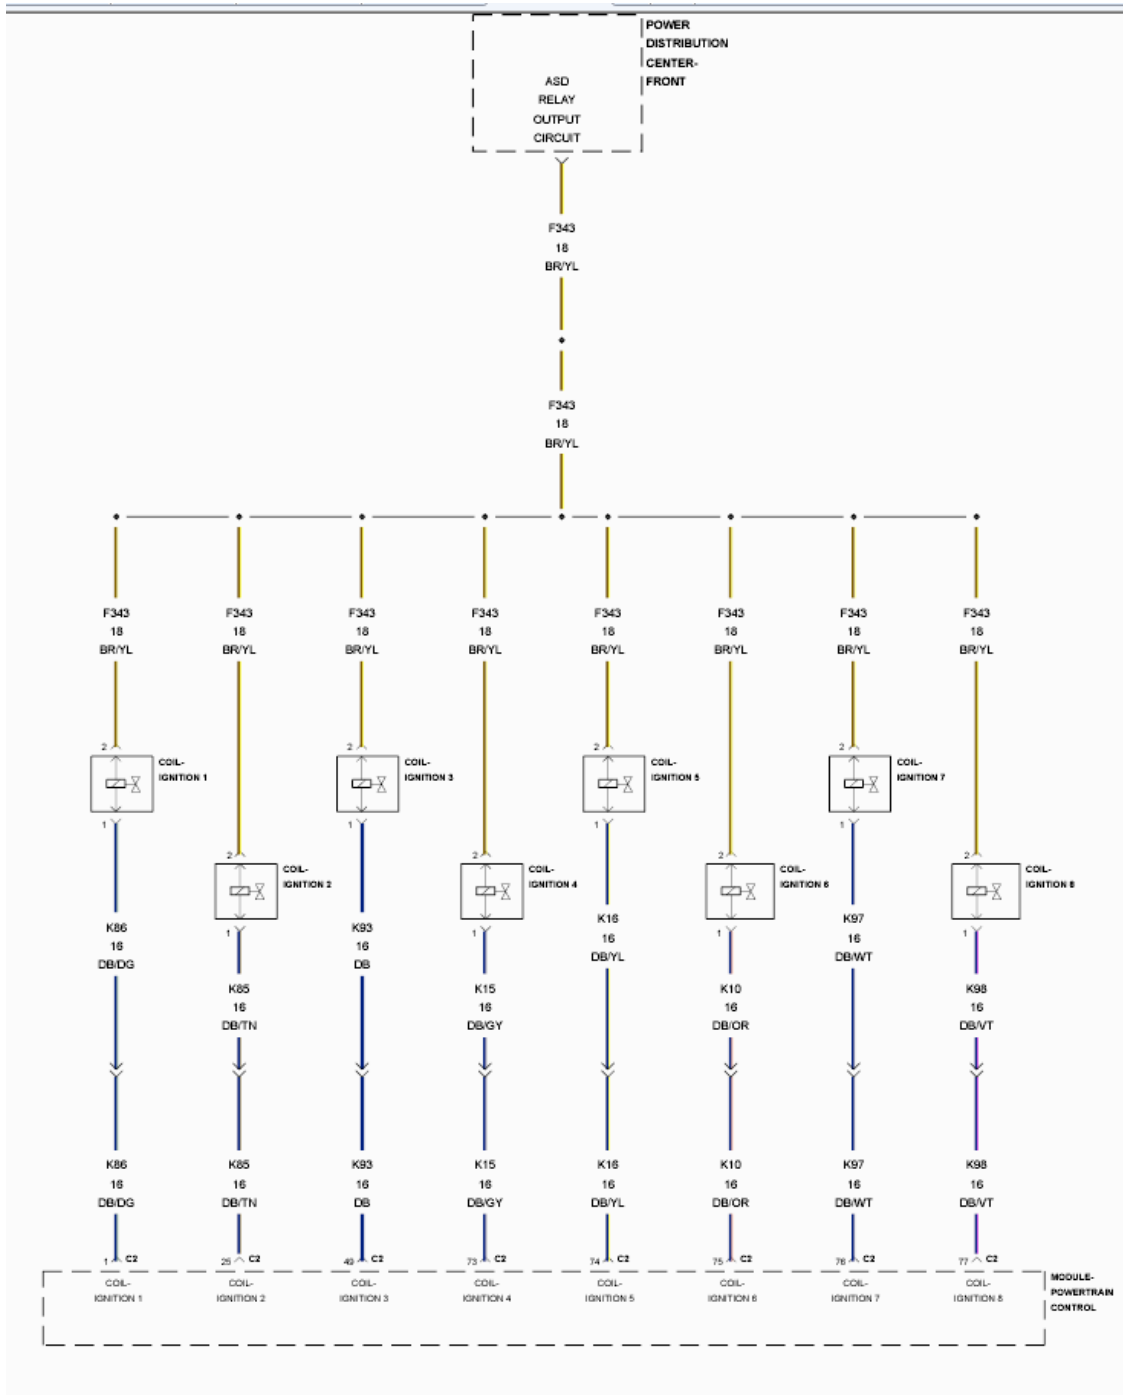 POWER
DISTRIBUTION
CENTER-
FRONT
ASD
RELAY
OUTPUT
CIRCUIT
F343
18
BR/YL
F343
18
BR/YL
F343 F343 F343 F343 F343 F343 F343 F343
18 18 18 18 18 18 18 18
BR/YL BR/YL BR/YL BR/YL BR/YL BR/YL BR/YL BR/YL
2 2 2 2
COIL- COIL- COIL- COIL-
IGNITION 1 IGNITION 3 IGNITION 5 IGNITION 7
1 1 1 1
2 2 2 2
COIL- COIL- COIL- COIL-
IGNITION 2 IGNITION 4 IGNITION 6 IGNITION 8
K86 K93 K16 K97
1 1 1 1
16 16 16 16
DB/DG DB DB/YL DB/WT
K85 K15 K10 K98
16 16 16 16
DB/TN DB/GY DB/OR DB/VT
K86 K85 K93 K15 K16 K10 K97 K98
16 16 16 16 16 16 16 16
DB/DG DB/TN DB DB/GY DB/YL DB/OR DB/WT DB/VT
1 C2 25 C2 49 C2 73 C2 74 C2 75 C2 76 C2 77 C2
COIL- COIL- COIL- COIL- COIL- COIL- COIL- COIL-
IGNITION 1 IGNITION 2 IGNITION 3 IGNITION 4 IGNITION 5 IGNITION 6 IGNITION 7 IGNITION 8
MODULE-
POWERTRAIN
CONTROL